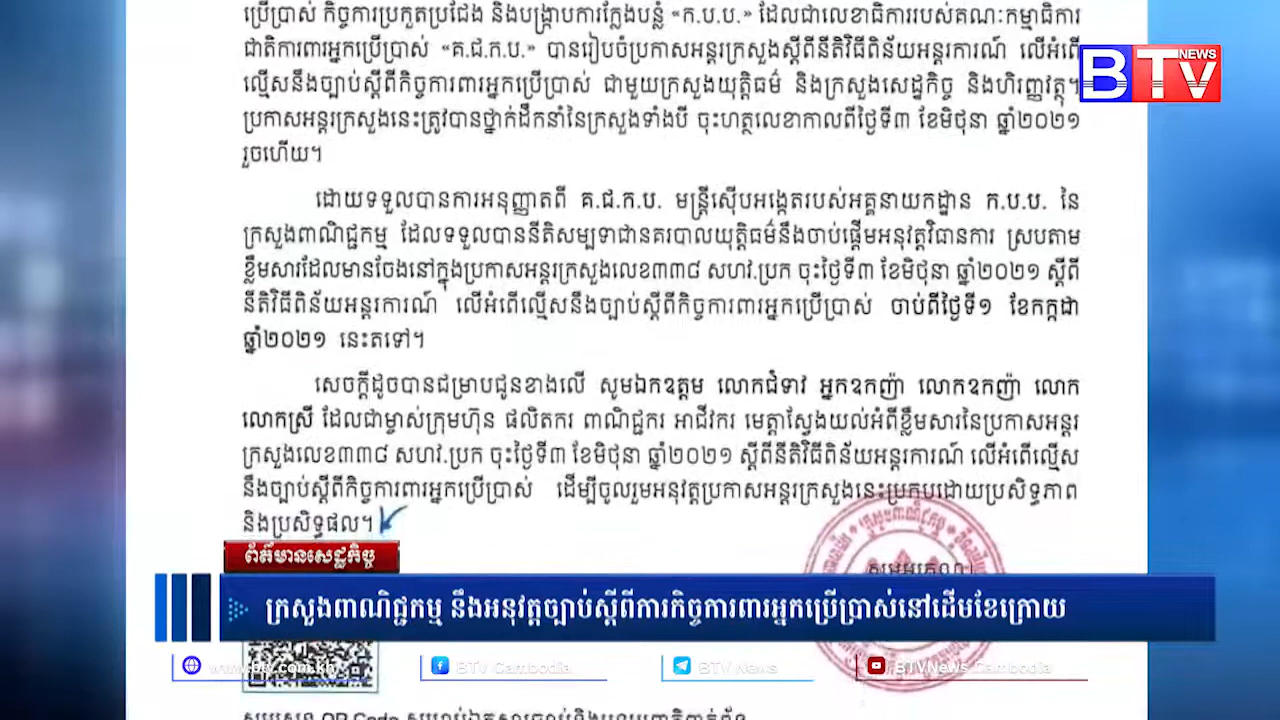 ប្រើប្រាស់ កិច្ចការប្រកួតប្រជែង និងបង្ក្រាបការក្លែងបន្លំ «ក.ប.ប.» ដែលជាលេខាធិការរបស់គណៈកម្មាធិការ
ជាតិការពារអ្នកប្រើប្រាស់ «គ.ជ.ក.ប.» បានរៀបចំប្រកាសអន្តរក្រសួងស្តីពីនីតិវិធីពិន័យអន្តរការណ៍ លើអំពើ
ល្មើសនឹងច្បាប់ស្តីពីកិច្ចការពារអ្នកប្រើប្រាស់ ជាមួយក្រសួងយុត្តិធម៌ និងក្រសួងសេដ្ឋកិច្ច និងហិរញ្ញវត្ថុ។
ប្រកាសអន្តរក្រសួងនេះត្រូវបានថ្នាក់ដឹកនាំនៃក្រសួងទាំងបី ចុះហត្ថលេខាកាលពីថ្ងៃទី៣ ខែមិថុនា ឆ្នាំ២០២១
រួចហើយ។
ដោយទទួលបានការអនុញ្ញាតពី គ.ជ.ក.ប. មន្ត្រីស៊ើបអង្កេតរបស់អគ្គនាយកដ្ឋាន ក.ប.ប. នៃ
ក្រសួងពាណិជ្ជកម្ម ដែលទទួលបាននីតិសម្បទាជានគរបាលយុត្តិធម៌នឹងចាប់ផ្តើមអនុវត្តវិធានការ ស្របតាម
ខ្លឹមសារដែលមានចែងនៅក្នុងប្រកាសអន្តរក្រសួងលេខ៣៣៨ សហវ.ប្រក ចុះថ្ងៃទី៣ ខែមិថុនា ឆ្នាំ២០២១ ស្តីពី
នីតិវិធីពិន័យអន្តរការណ៍ លើអំពើល្មើសនឹងច្បាប់ស្តីពីកិច្ចការពារអ្នកប្រើប្រាស់ ចាប់ពីថ្ងៃទី១ ខែកក្កដា
ឆ្នាំ២០២១ នេះតទៅ។
សេចក្តីដូចបានជម្រាបជូនខាងលើ សូមឯកឧត្តម លោកជំទាវ អ្នកឧកញ៉ា លោកឧកញ៉ា លោក
លោកស្រី ដែលជាម្ចាស់ក្រុមហ៊ុន ផលិតករ ពាណិជ្ជករ អាជីវករ មេត្តាស្វែងយល់អំពីខ្លឹមសារនៃប្រកាសអន្តរ
ក្រសួងលេខ៣៣៨ សហវ.ប្រក ចុះថ្ងៃទី៣ ខែមិថុនា ឆ្នាំ២០២១ ស្តីពីនីតិវិធីពិន័យអន្តរការណ៍ លើអំពើល្មើស
នឹងច្បាប់ស្តីពីកិច្ចការពារអ្នកប្រើប្រាស់ ដើម្បីចូលរួមអនុវត្តប្រកាសអន្តរក្រសួងនេះប្រកបដោយប្រសិទ្ធភាព
និងប្រសិទ្ធផល។
BTV NEWS
ព័ត៌មានសេដ្ឋកិច្ច
ក្រសួងពាណិជ្ជកម្ម នឹងអនុវត្តច្បាប់ស្តីពីការកិច្ចការពារអ្នកប្រើប្រាស់នៅដើមខែក្រោយ
www.btv.com.kh
BTV Cambodia
BTV News
BTVNews Cambodia